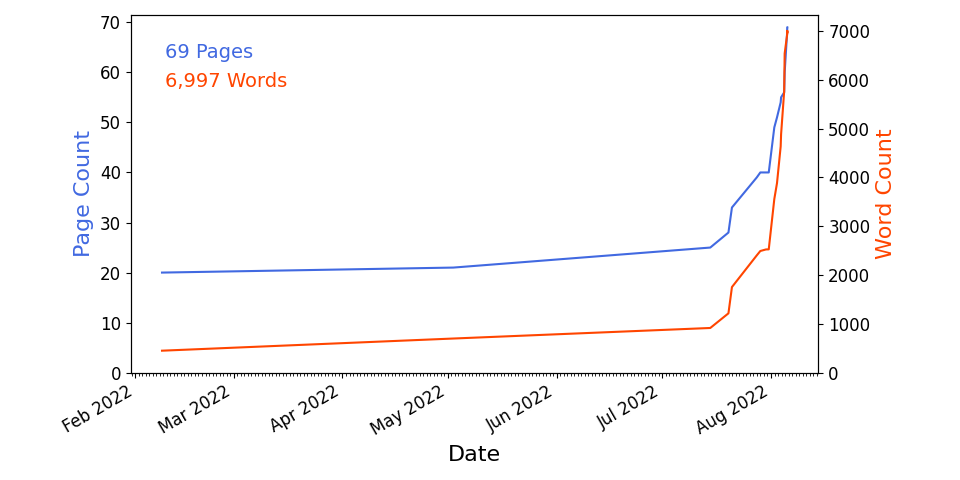 69 Pages
6,997 Words
Page Count
70
60
50
40
30
20
10
0
Word Count
7000
6000
5000
4000
3000
2000
1000
0
Feb 2022
Mar 2022
Apr 2022
May 2022
Jun 2022
Jul 2022
Aug 2022
Date